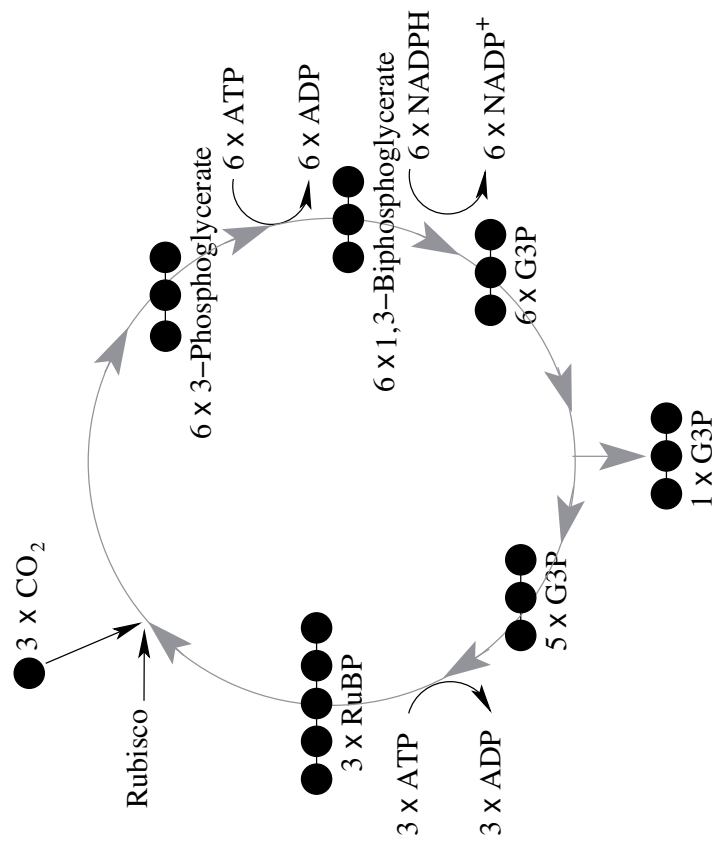 3 x CO2
Rubisco
6 x 3–Phosphoglycerate
6 x ATP
6 x ADP
6 x 1,3–Biphosphoglycerate
6 x NADPH
6 x NADP+
6 x G3P
1 x G3P
5 x G3P
3 x ATP
3 x ADP
3 x RuBP